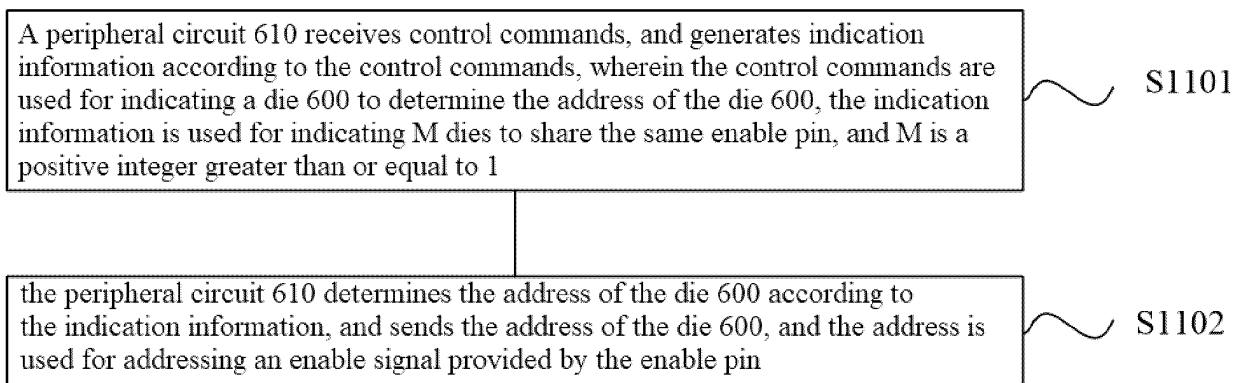 A peripheral circuit 610 receives control commands, and generates indication
information according to the control commands, wherein the control commands are
used for indicating a die 600 to determine the address of the die 600, the indication
information is used for indicating M dies to share the same enable pin, and M is a
positive integer greater than or equal to 1
S1101
the peripheral circuit 610 determines the address of the die 600 according to
the indication information, and sends the address of the die 600, and the address is
used for addressing an enable signal provided by the enable pin
S1102